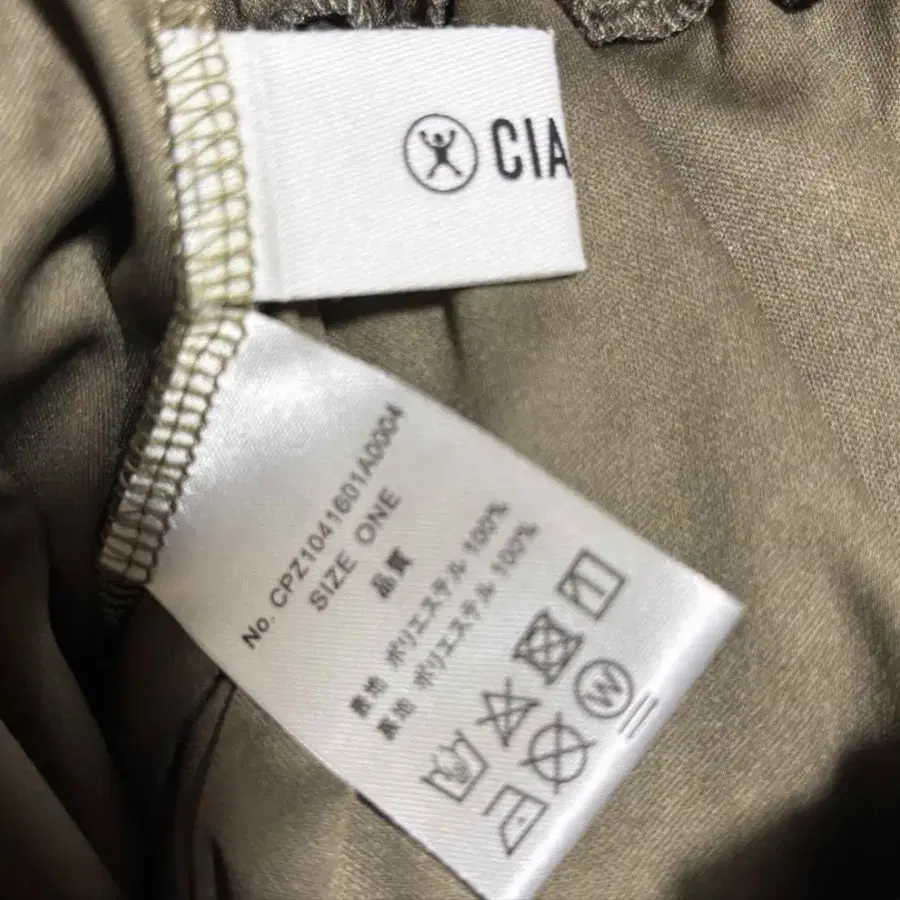 CIA
No. CPZ1041601A0004
SIZE ONE
品質
表地 ポリエステル 100%
裏地 ポリエステル 100%
W